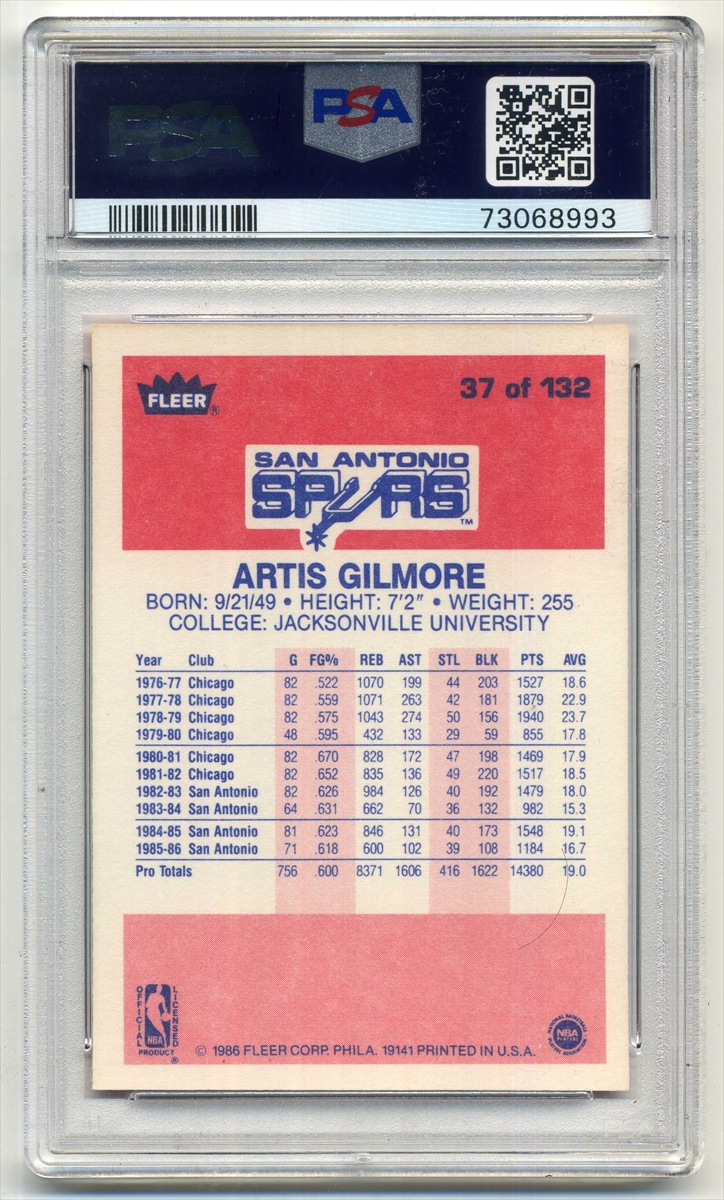 PSA PSA
73068993
FLEER ® 37 of 132
SAN ANTONIO
SPURS ™
ARTIS GILMORE
BORN: 9/21/49 • HEIGHT: 7'2" • WEIGHT: 255
COLLEGE: JACKSONVILLE UNIVERSITY
Year Club G FG% REB AST STL BLK PTS AVG
1976-77 Chicago 82 .522 1070 199 44 203 1527 18.6
1977-78 Chicago 82 .559 1071 263 42 181 1879 22.9
1978-79 Chicago 82 .575 1043 274 50 156 1940 23.7
1979-80 Chicago 48 .595 432 133 29 59 855 17.8
1980-81 Chicago 82 .670 828 172 47 198 1469 17.9
1981-82 Chicago 82 .652 835 136 49 220 1517 18.5
1982-83 San Antonio 82 .626 984 126 40 192 1479 18.0
1983-84 San Antonio 64 .631 662 70 36 132 982 15.3
1984-85 San Antonio 81 .623 846 131 40 173 1548 19.1
1985-86 San Antonio 71 .618 600 102 39 108 1184 16.7
Pro Totals 756 .600 8371 1606 416 1622 14380 19.0
OFFICIAL LICENSED
NBA
PRODUCT ®
NATIONAL BASKETBALL
NBA
PLAYERS
PLAYERS ASSOCIATION
© 1986 FLEER CORP. PHILA. 19141 PRINTED IN U.S.A.